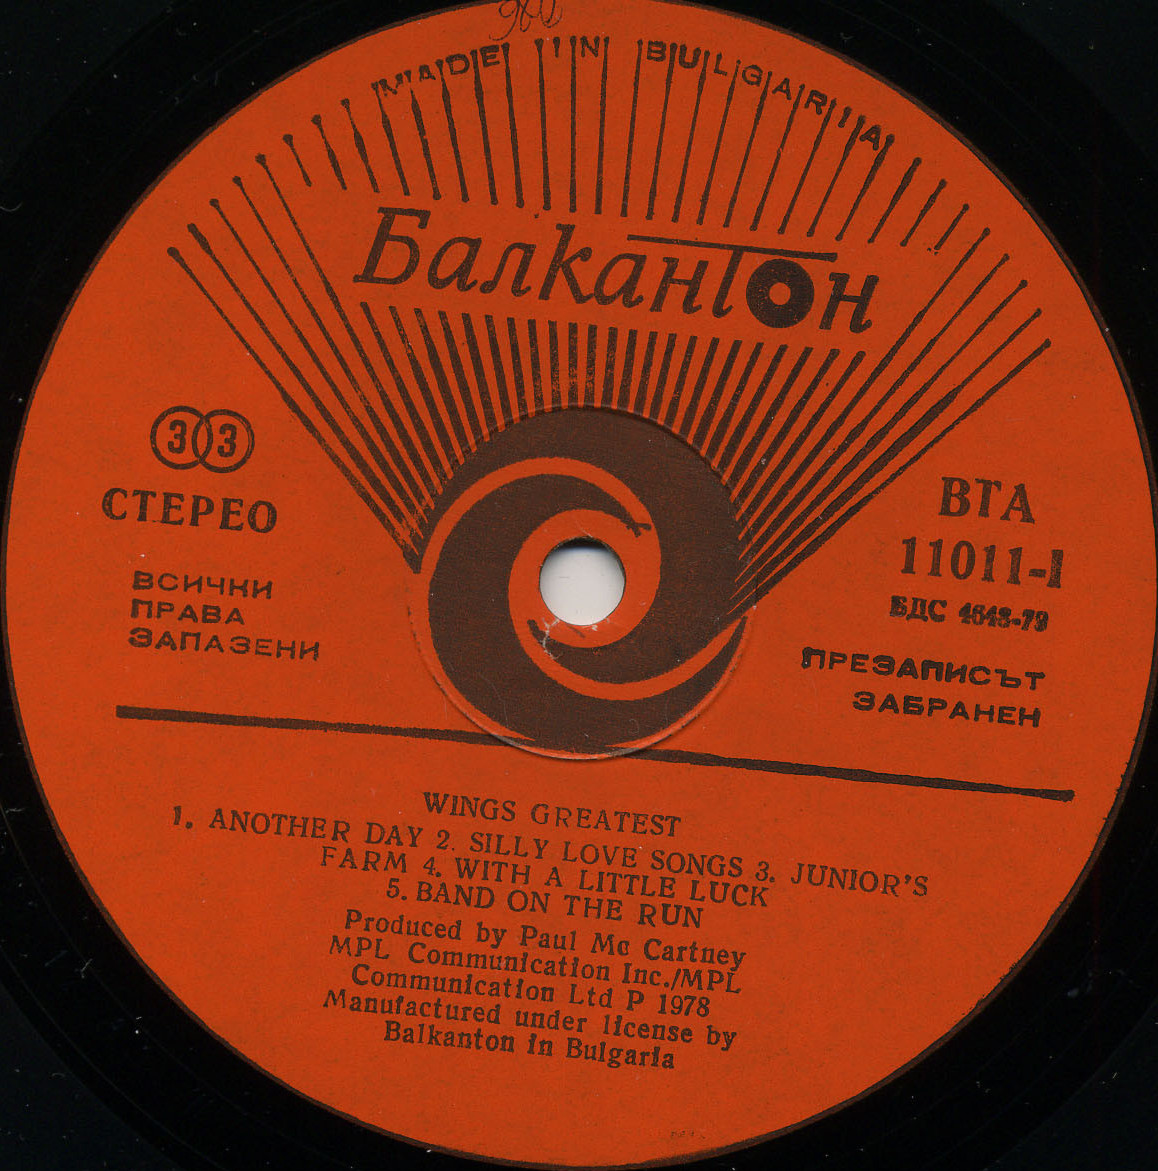 MADE IN BULGARIA
Балкантон
33
СТЕРЕО
ВСИЧКИ
ПРАВА
ЗАПАЗЕНИ
ВТА
11011-I
БДС 4643-79
ПРЕЗАПИСЪТ
ЗАБРАНЕН
WINGS GREATEST
1. ANOTHER DAY 2. SILLY LOVE SONGS 3. JUNIOR'S
FARM 4. WITH A LITTLE LUCK
5. BAND ON THE RUN
Produced by Paul Mc Cartney
MPL Communication Inc./MPL
Communication Ltd P 1978
Manufactured under license by
Balkanton in Bulgaria